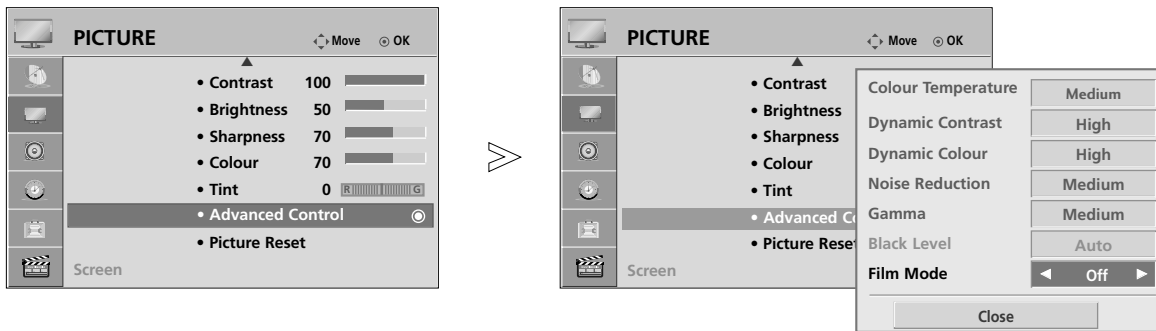 PICTURE
Move OK
• Contrast 100
• Brightness 50
• Sharpness 70
• Colour 70
• Tint 0 R G
• Advanced Control
• Picture Reset
Screen
PICTURE
Move OK
• Contrast
• Brightness
• Sharpness
• Colour
• Tint
• Advanced Co
• Picture Reset
Screen
Colour Temperature Medium
Dynamic Contrast High
Dynamic Colour High
Noise Reduction Medium
Gamma Medium
Black Level Auto
Film Mode ◄ Off ►
Close